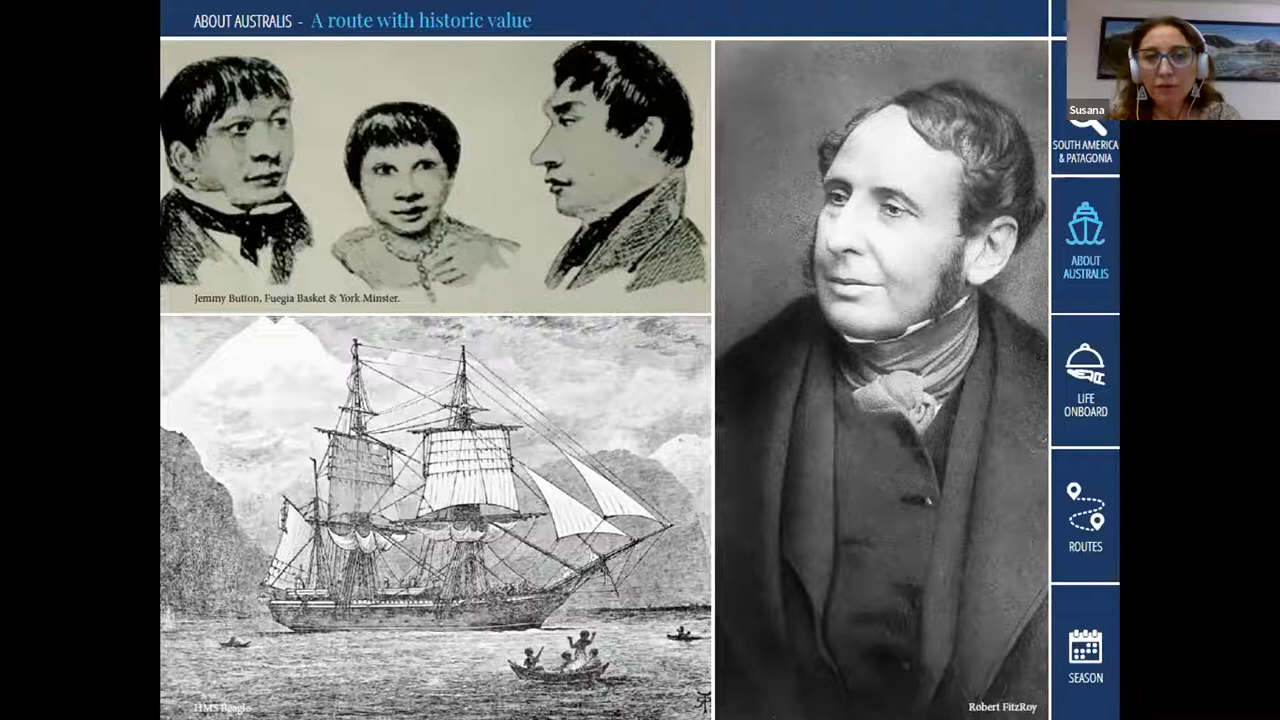 ABOUT AUSTRALIS - A route with historic value
Susana
SOUTH AMERICA
& PATAGONIA
Jemmy Button, Fuegia Basket & York Minster.
ABOUT
AUSTRALIS
LIFE
ONBOARD
ROUTES
SEASON
HMS Beagle
Robert FitzRoy